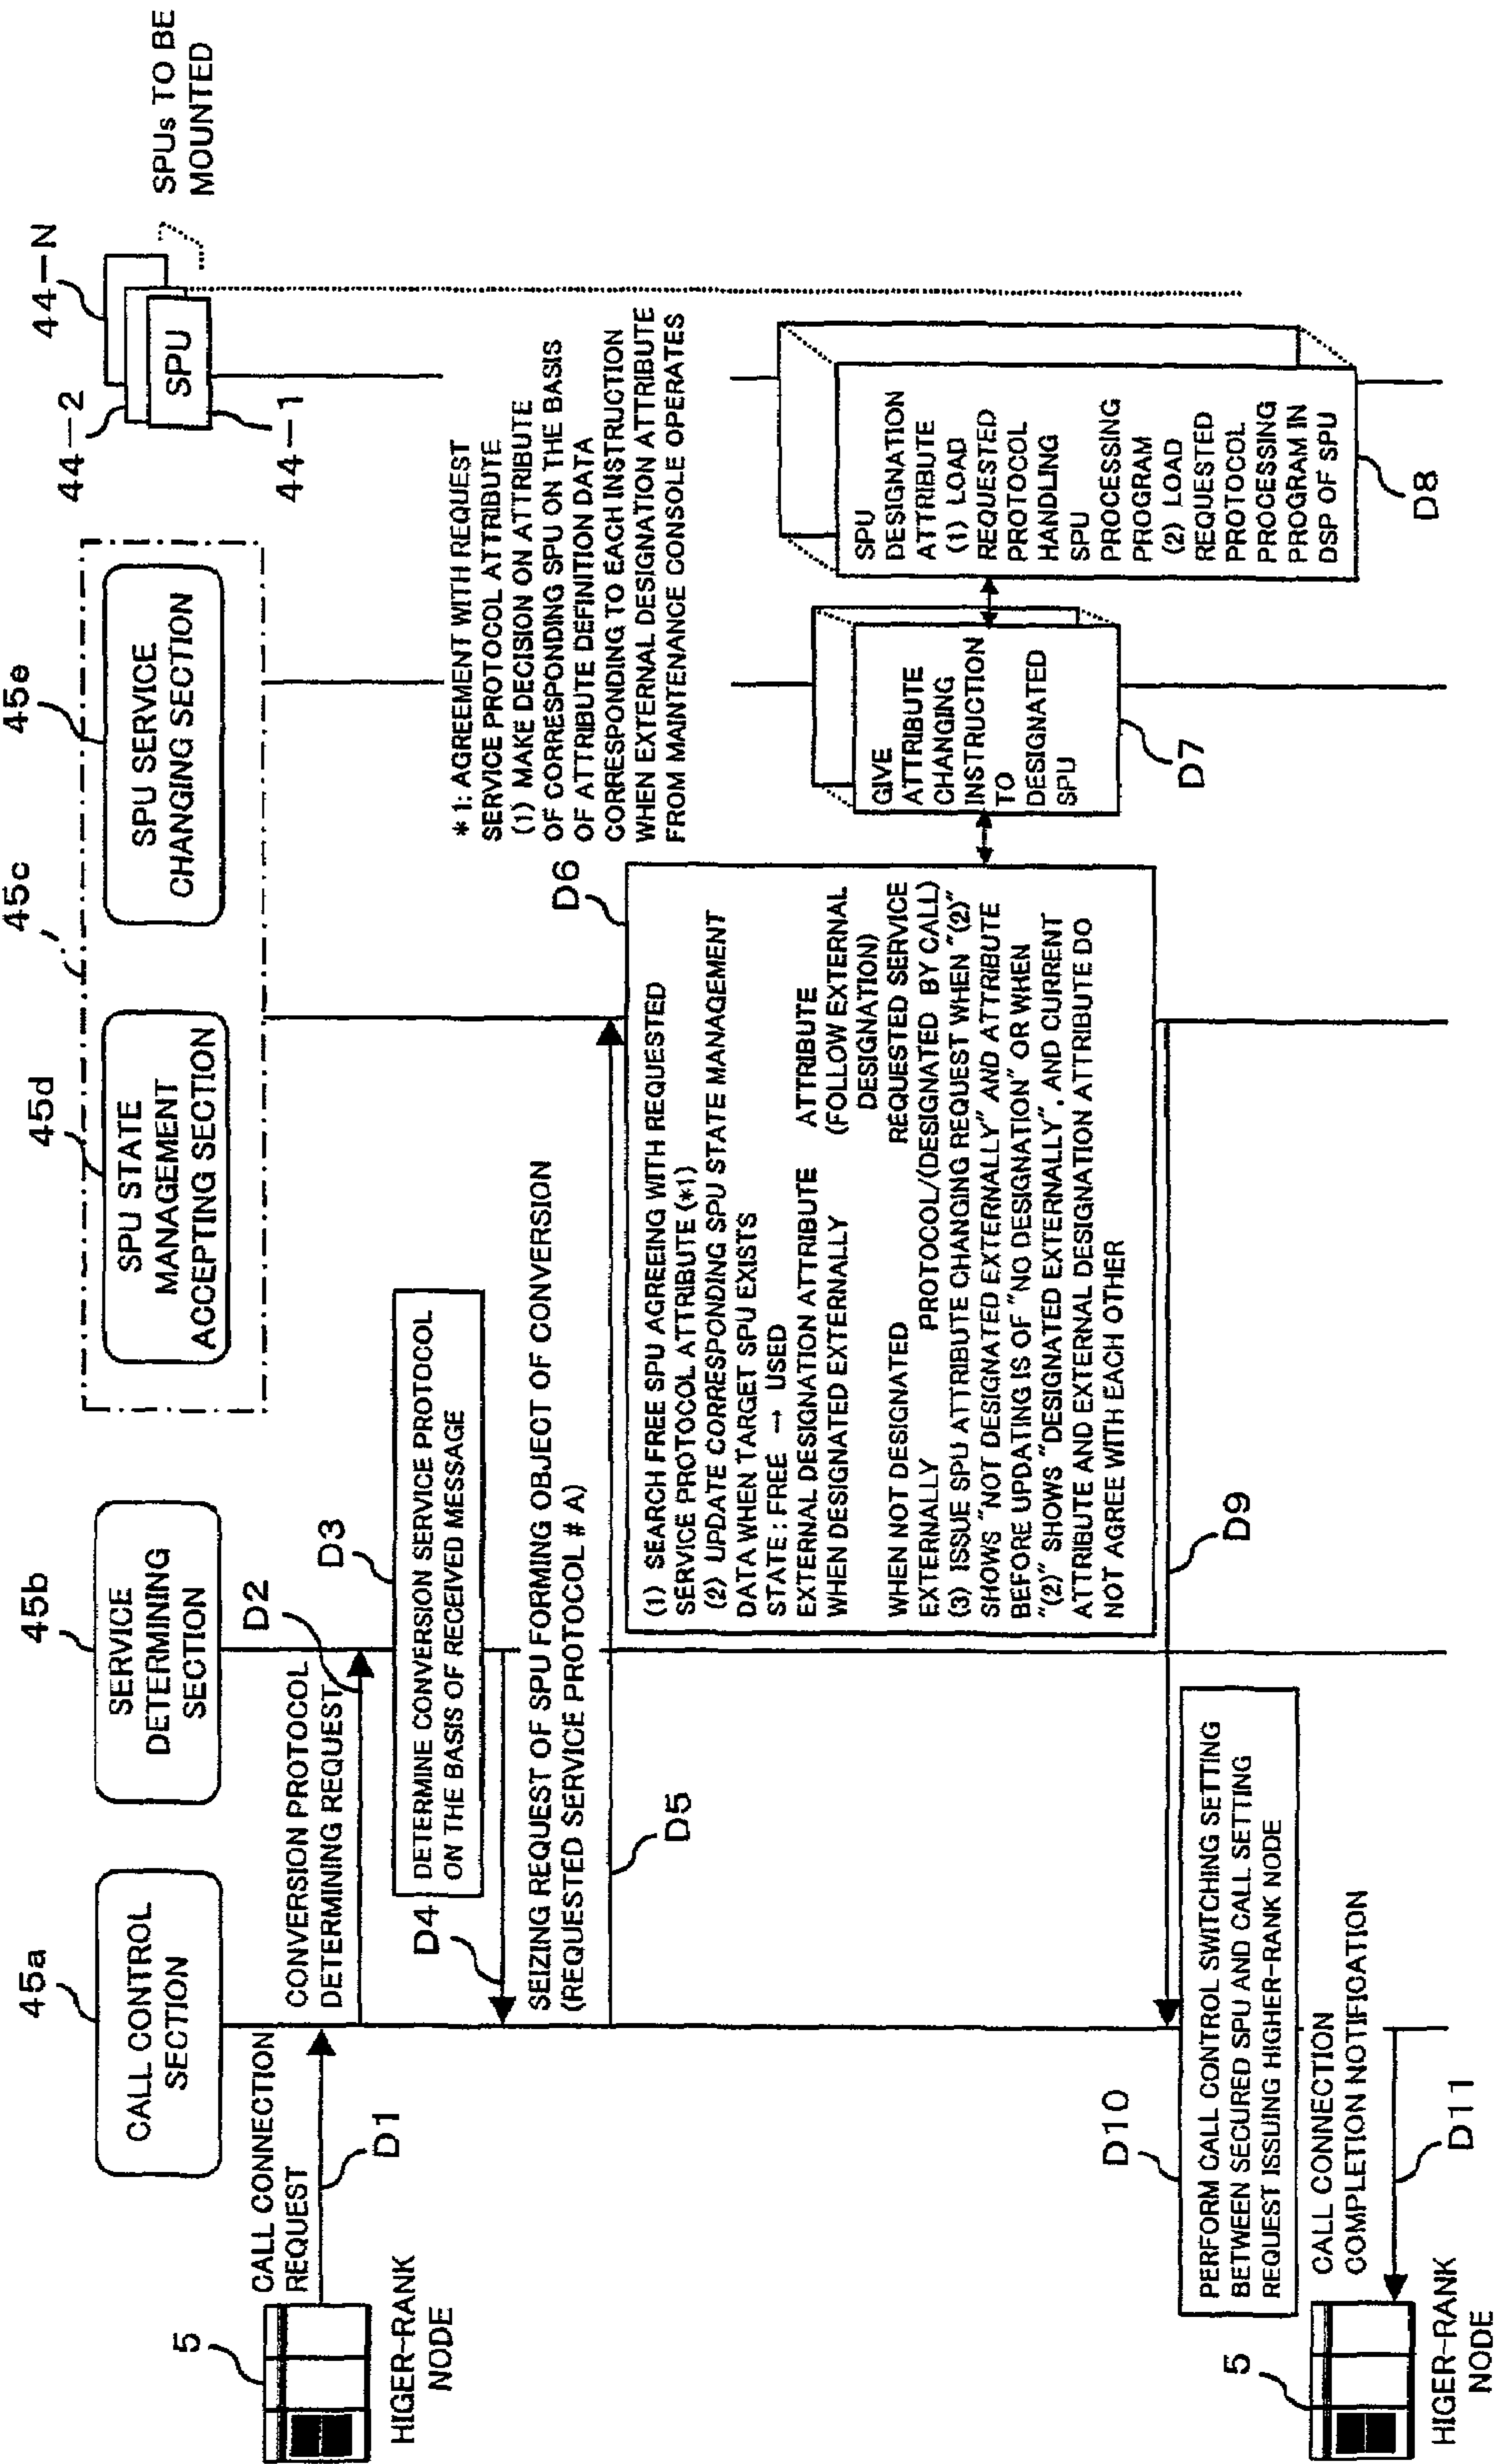 45a
CALL CONTROL
SECTION
45b
SERVICE
DETERMINING
SECTION
45c
45d
SPU STATE
MANAGEMENT
ACCEPTING SECTION
45e
SPU SERVICE
CHANGING SECTION
44-2
44-N
SPU
44-1
SPUs TO BE
MOUNTED
5
HIGER-RANK
NODE
CALL CONNECTION
REQUEST
D1
CONVERSION PROTOCOL
DETERMINING REQUEST
D2
D3
DETERMINE CONVERSION SERVICE PROTOCOL
ON THE BASIS OF RECEIVED MESSAGE
D4
SEIZING REQUEST OF SPU FORMING OBJECT OF CONVERSION
(REQUESTED SERVICE PROTOCOL # A)
D5
*1: AGREEMENT WITH REQUEST
SERVICE PROTOCOL ATTRIBUTE
(1) MAKE DECISION ON ATTRIBUTE
OF CORRESPONDING SPU ON THE BASIS
OF ATTRIBUTE DEFINITION DATA
CORRESPONDING TO EACH INSTRUCTION
WHEN EXTERNAL DESIGNATION ATTRIBUTE
FROM MAINTENANCE CONSOLE OPERATES
D6
(1) SEARCH FREE SPU AGREEING WITH REQUESTED
SERVICE PROTOCOL ATTRIBUTE (*1)
(2) UPDATE CORRESPONDING SPU STATE MANAGEMENT
DATA WHEN TARGET SPU EXISTS
STATE : FREE → USED
EXTERNAL DESIGNATION ATTRIBUTE ATTRIBUTE
WHEN DESIGNATED EXTERNALLY (FOLLOW EXTERNAL
DESIGNATION)
WHEN NOT DESIGNATED REQUESTED SERVICE
EXTERNALLY PROTOCOL/(DESIGNATED BY CALL)
(3) ISSUE SPU ATTRIBUTE CHANGING REQUEST WHEN "(2)"
SHOWS "NOT DESIGNATED EXTERNALLY" AND ATTRIBUTE
BEFORE UPDATING IS OF "NO DESIGNATION" OR WHEN
"(2)" SHOWS "DESIGNATED EXTERNALLY", AND CURRENT
ATTRIBUTE AND EXTERNAL DESIGNATION ATTRIBUTE DO
NOT AGREE WITH EACH OTHER
GIVE
ATTRIBUTE
CHANGING
INSTRUCTION
TO
DESIGNATED
SPU
D7
SPU
DESIGNATION
ATTRIBUTE
(1) LOAD
REQUESTED
PROTOCOL
HANDLING
SPU
PROCESSING
PROGRAM
(2) LOAD
REQUESTED
PROTOCOL
PROCESSING
PROGRAM IN
DSP OF SPU
D8
D9
D10
PERFORM CALL CONTROL SWITCHING SETTING
BETWEEN SECURED SPU AND CALL SETTING
REQUEST ISSUING HIGHER-RANK NODE
CALL CONNECTION
COMPLETION NOTIFICATION
D11
5
HIGER-RANK
NODE